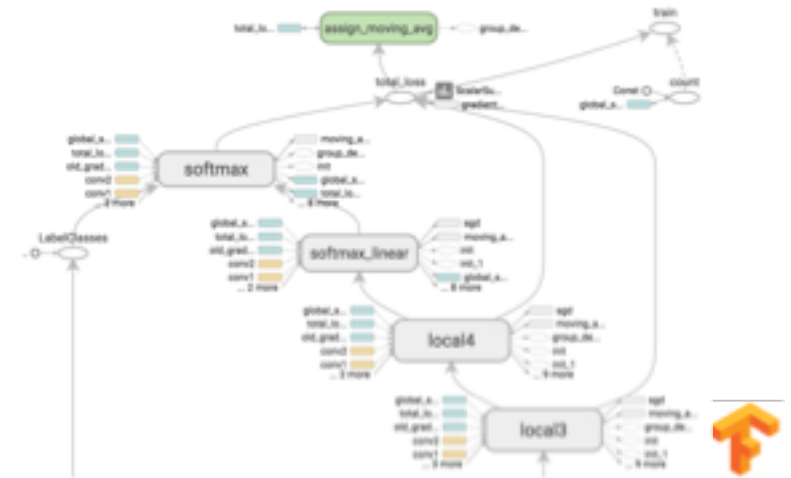 train
total_lo...
assign_moving_avg
group_de...
total_loss
ScalarSu...
gradient...
Const
count
global_s...
global_s...
total_lo...
old_grad...
conv2
conv1
... 2 more
softmax
moving_a...
group_de...
init
global_s...
total_lo...
... 8 more
LabelClasses
global_s...
total_lo...
old_grad...
conv2
conv1
... 2 more
softmax_linear
sgd
moving_a...
init
init_1
global_s...
... 8 more
global_s...
total_lo...
old_grad...
conv2
conv1
... 2 more
local4
sgd
moving_a...
group_de...
init
init_1
... 9 more
global_s...
total_lo...
old_grad...
conv2
conv1
... 3 more
local3
sgd
moving_a...
group_de...
init
init_1
... 9 more